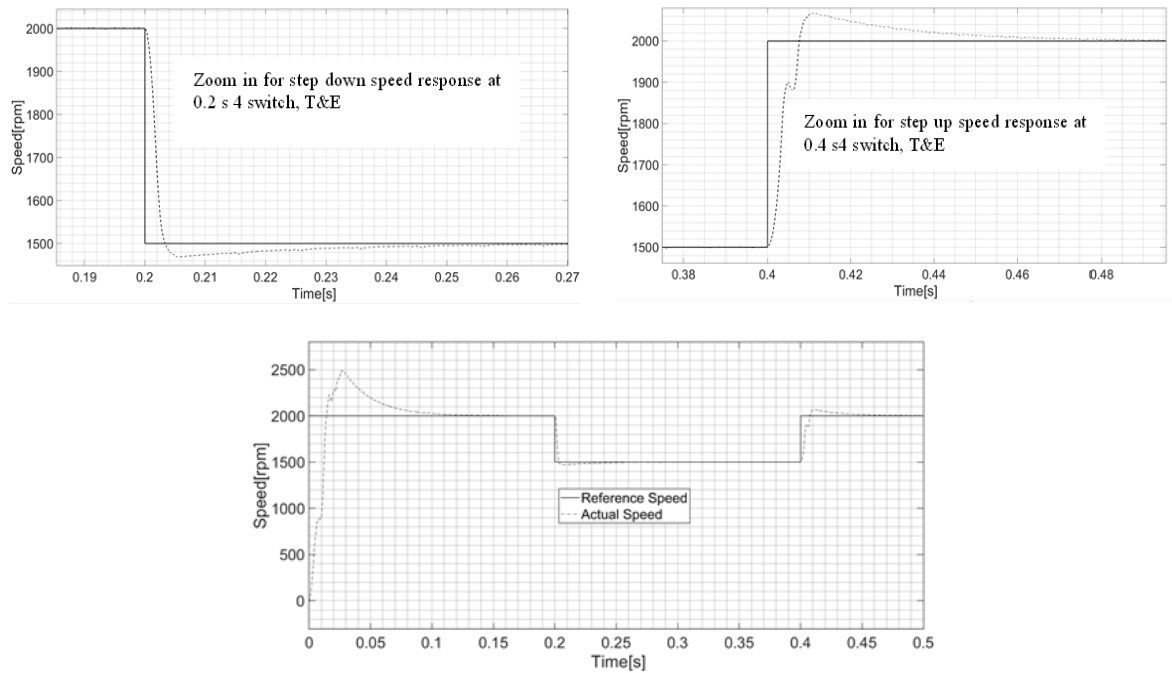 2000
1900
1800
1700
1600
1500
Speed[rpm]
Zoom in for step down speed response at
0.2 s 4 switch, T&E
0.19 0.2 0.21 0.22 0.23 0.24 0.25 0.26 0.27
Time[s]
2000
1900
1800
1700
1600
1500
Speed[rpm]
Zoom in for step up speed response at
0.4 s4 switch, T&E
0.38 0.4 0.42 0.44 0.46 0.48
Time[s]
2500
2000
1500
1000
500
0
Speed[rpm]
Reference Speed
Actual Speed
0 0.05 0.1 0.15 0.2 0.25 0.3 0.35 0.4 0.45 0.5
Time[s]